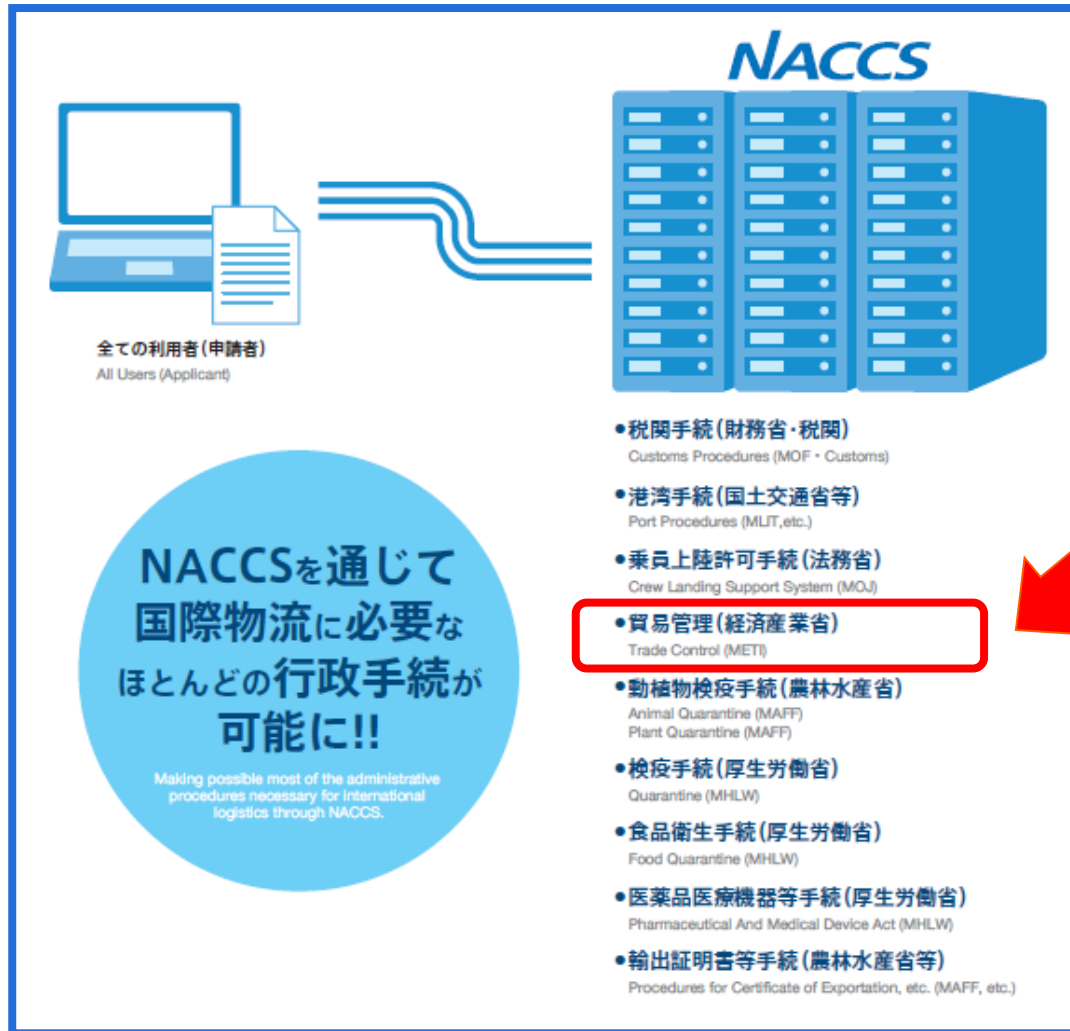 NACCS
全ての利用者(申請者)
All Users (Applicant)
NACCSを通じて
国際物流に必要な
ほとんどの行政手続が
可能に!!
Making possible most of the administrative
procedures necessary for international
logistics through NACCS.
●税関手続(財務省・税関)
Customs Procedures (MOF・Customs)
●港湾手続(国土交通省等)
Port Procedures (MLIT,etc.)
●乗員上陸許可手続(法務省)
Crew Landing Support System (MOJ)
●貿易管理(経済産業省)
Trade Control (METI)
●動植物検疫手続(農林水産省)
Animal Quarantine (MAFF)
Plant Quarantine (MAFF)
●検疫手続(厚生労働省)
Quarantine (MHLW)
●食品衛生手続(厚生労働省)
Food Quarantine (MHLW)
●医薬品医療機器等手続(厚生労働省)
Pharmaceutical And Medical Device Act (MHLW)
●輸出証明書等手続(農林水産省等)
Procedures for Certificate of Exportation, etc. (MAFF, etc.)